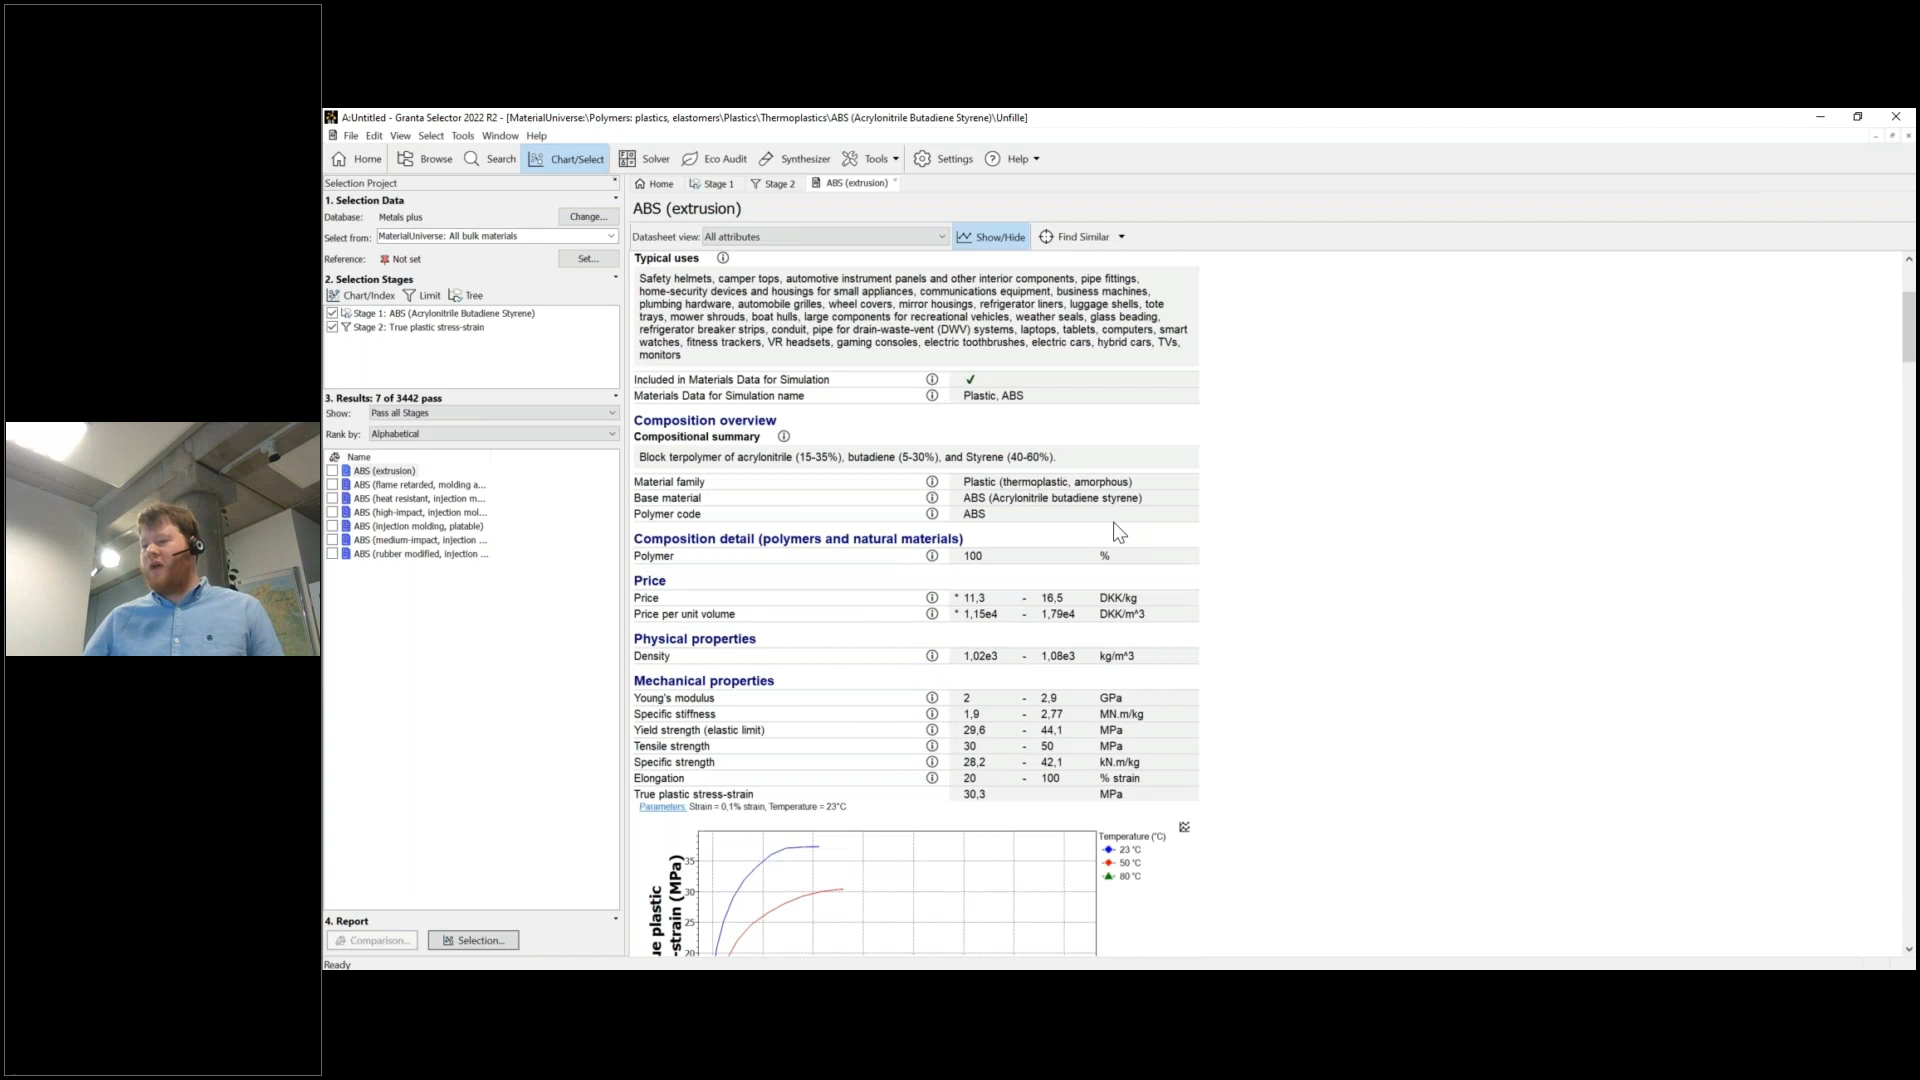 A:Untitled - Granta Selector 2022 R2 - [MaterialUniverse:\Polymers: plastics, elastomers\Plastics\Thermoplastics\ABS (Acrylonitrile Butadiene Styrene)\Unfille]
File Edit View Select Tools Window Help
Home Browse Search Chart/Select Solver Eco Audit Synthesizer Tools Settings Help
Selection Project
1. Selection Data
Database: Metals plus Change...
Select from: MaterialUniverse: All bulk materials
Reference: Not set Set...
2. Selection Stages
Chart/Index Limit Tree
Stage 1: ABS (Acrylonitrile Butadiene Styrene)
Stage 2: True plastic stress-strain
3. Results: 7 of 3442 pass
Show: Pass all Stages
Rank by: Alphabetical
Name
ABS (extrusion)
ABS (flame retarded, molding a...
ABS (heat resistant, injection m...
ABS (high-impact, injection mol...
ABS (injection molding, platable)
ABS (medium-impact, injection ...
ABS (rubber modified, injection ...
4. Report
Comparison... Selection...
Ready
Home Stage 1 Stage 2 ABS (extrusion)
ABS (extrusion)
Datasheet view: All attributes Show/Hide Find Similar
Typical uses
Safety helmets, camper tops, automotive instrument panels and other interior components, pipe fittings,
home-security devices and housings for small appliances, communications equipment, business machines,
plumbing hardware, automobile grilles, wheel covers, mirror housings, refrigerator liners, luggage shells, tote
trays, mower shrouds, boat hulls, large components for recreational vehicles, weather seals, glass beading,
refrigerator breaker strips, conduit, pipe for drain-waste-vent (DWV) systems, laptops, tablets, computers, smart
watches, fitness trackers, VR headsets, gaming consoles, electric toothbrushes, electric cars, hybrid cars, TVs,
monitors
Included in Materials Data for Simulation ✓
Materials Data for Simulation name Plastic, ABS
Composition overview
Compositional summary
Block terpolymer of acrylonitrile (15-35%), butadiene (5-30%), and Styrene (40-60%).
Material family Plastic (thermoplastic, amorphous)
Base material ABS (Acrylonitrile butadiene styrene)
Polymer code ABS
Composition detail (polymers and natural materials)
Polymer 100 %
Price
Price * 11,3 - 16,5 DKK/kg
Price per unit volume * 1,15e4 - 1,79e4 DKK/m^3
Physical properties
Density 1,02e3 - 1,08e3 kg/m^3
Mechanical properties
Young's modulus 2 - 2,9 GPa
Specific stiffness 1,9 - 2,77 MN.m/kg
Yield strength (elastic limit) 29,6 - 44,1 MPa
Tensile strength 30 - 50 MPa
Specific strength 28,2 - 42,1 kN.m/kg
Elongation 20 - 100 % strain
True plastic stress-strain 30,3 MPa
Parameters: Strain = 0,1% strain, Temperature = 23°C
ue plastic
-strain (MPa)
35
30
25
20
Temperature (°C)
23 °C
50 °C
80 °C